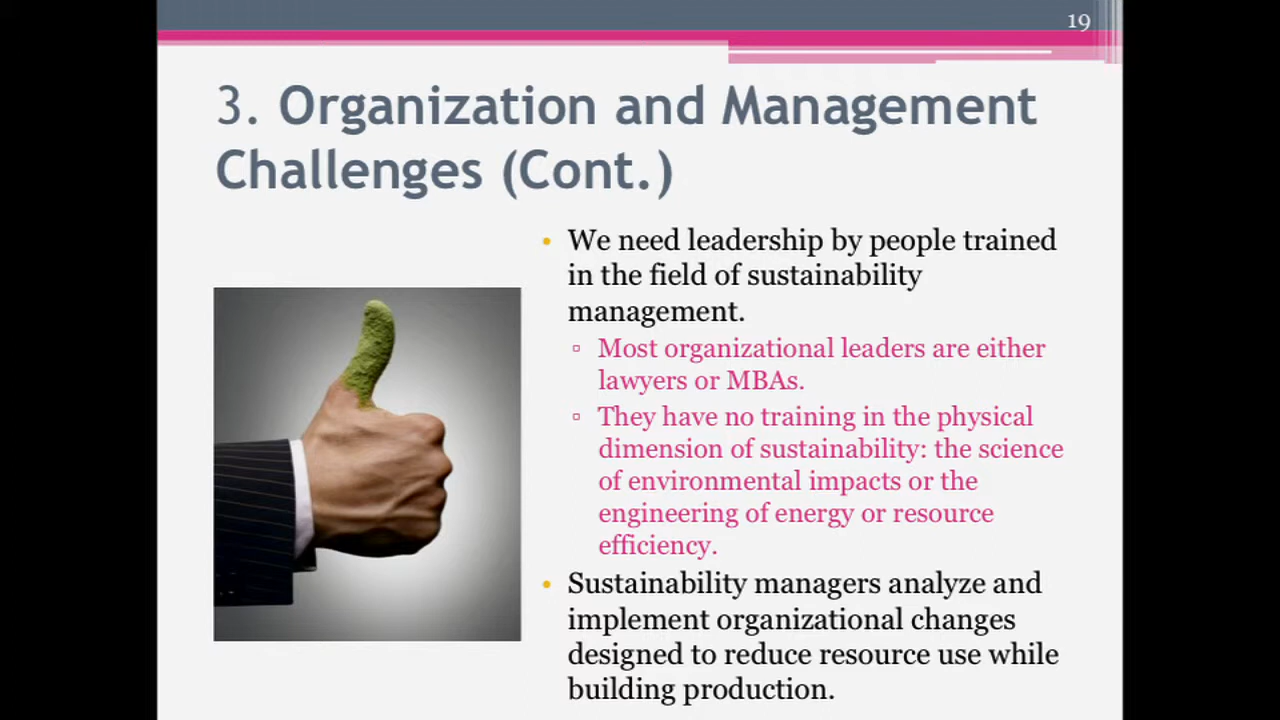 19
3. Organization and Management
Challenges (Cont.)
• We need leadership by people trained
in the field of sustainability
management.
▫ Most organizational leaders are either
lawyers or MBAs.
▫ They have no training in the physical
dimension of sustainability: the science
of environmental impacts or the
engineering of energy or resource
efficiency.
• Sustainability managers analyze and
implement organizational changes
designed to reduce resource use while
building production.